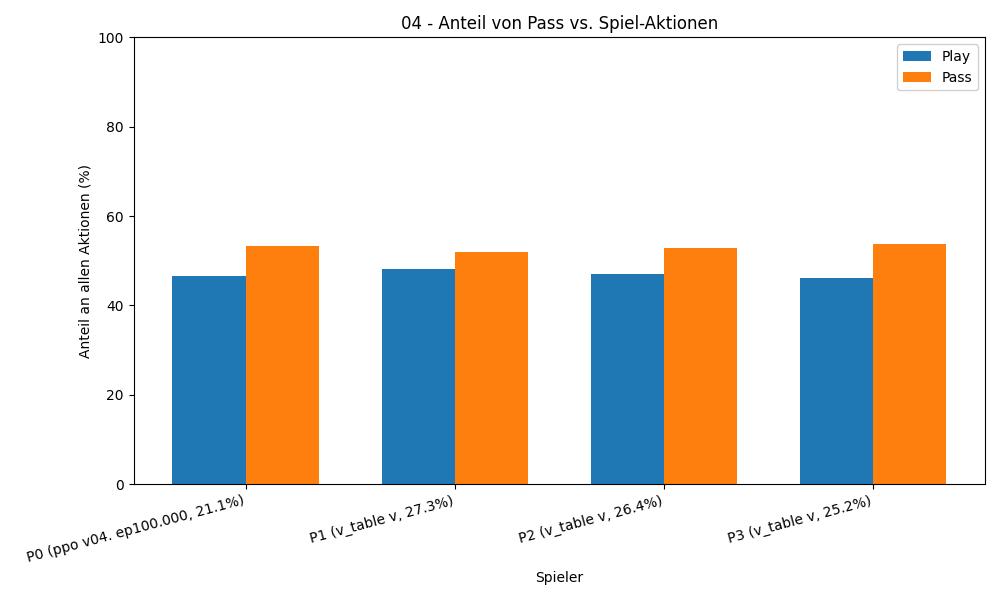 04 - Anteil von Pass vs. Spiel-Aktionen
Play
Pass
Anteil an allen Aktionen (%)
100
80
60
40
20
0
P0 (ppo v04. ep100.000, 21.1%)
P1 (v_table v, 27.3%)
P2 (v_table v, 26.4%)
P3 (v_table v, 25.2%)
Spieler